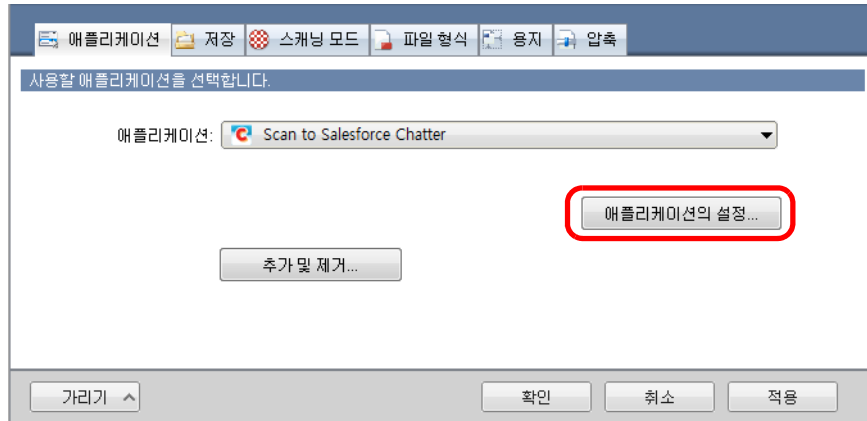 애플리케이션 저장 스캐닝 모드 파일 형식 용지 압축
사용할 애플리케이션을 선택합니다.
애플리케이션: Scan to Salesforce Chatter
애플리케이션의 설정...
추가 및 제거...
가리기 확인 취소 적용